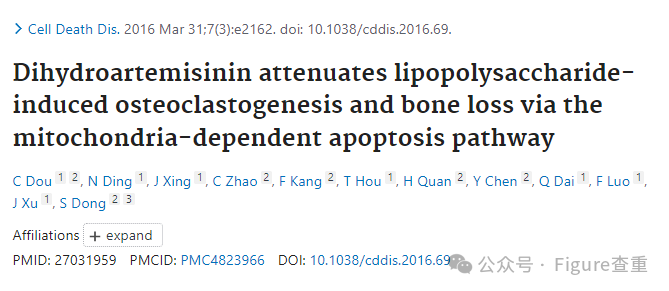 > Cell Death Dis. 2016 Mar 31;7(3):e2162. doi: 10.1038/cddis.2016.69.
Dihydroartemisinin attenuates lipopolysaccharide-
induced osteoclastogenesis and bone loss via the
mitochondria-dependent apoptosis pathway
C Dou 1 2, N Ding 1, J Xing 1, C Zhao 2, F Kang 2, T Hou 1, H Quan 2, Y Chen 2, Q Dai 1, F Luo 1,
J Xu 1, S Dong 2 3
Affiliations + expand
PMID: 27031959 PMCID: PMC4823966 DOI: 10.1038/cddis.2016.69
公众号 · Figure查重